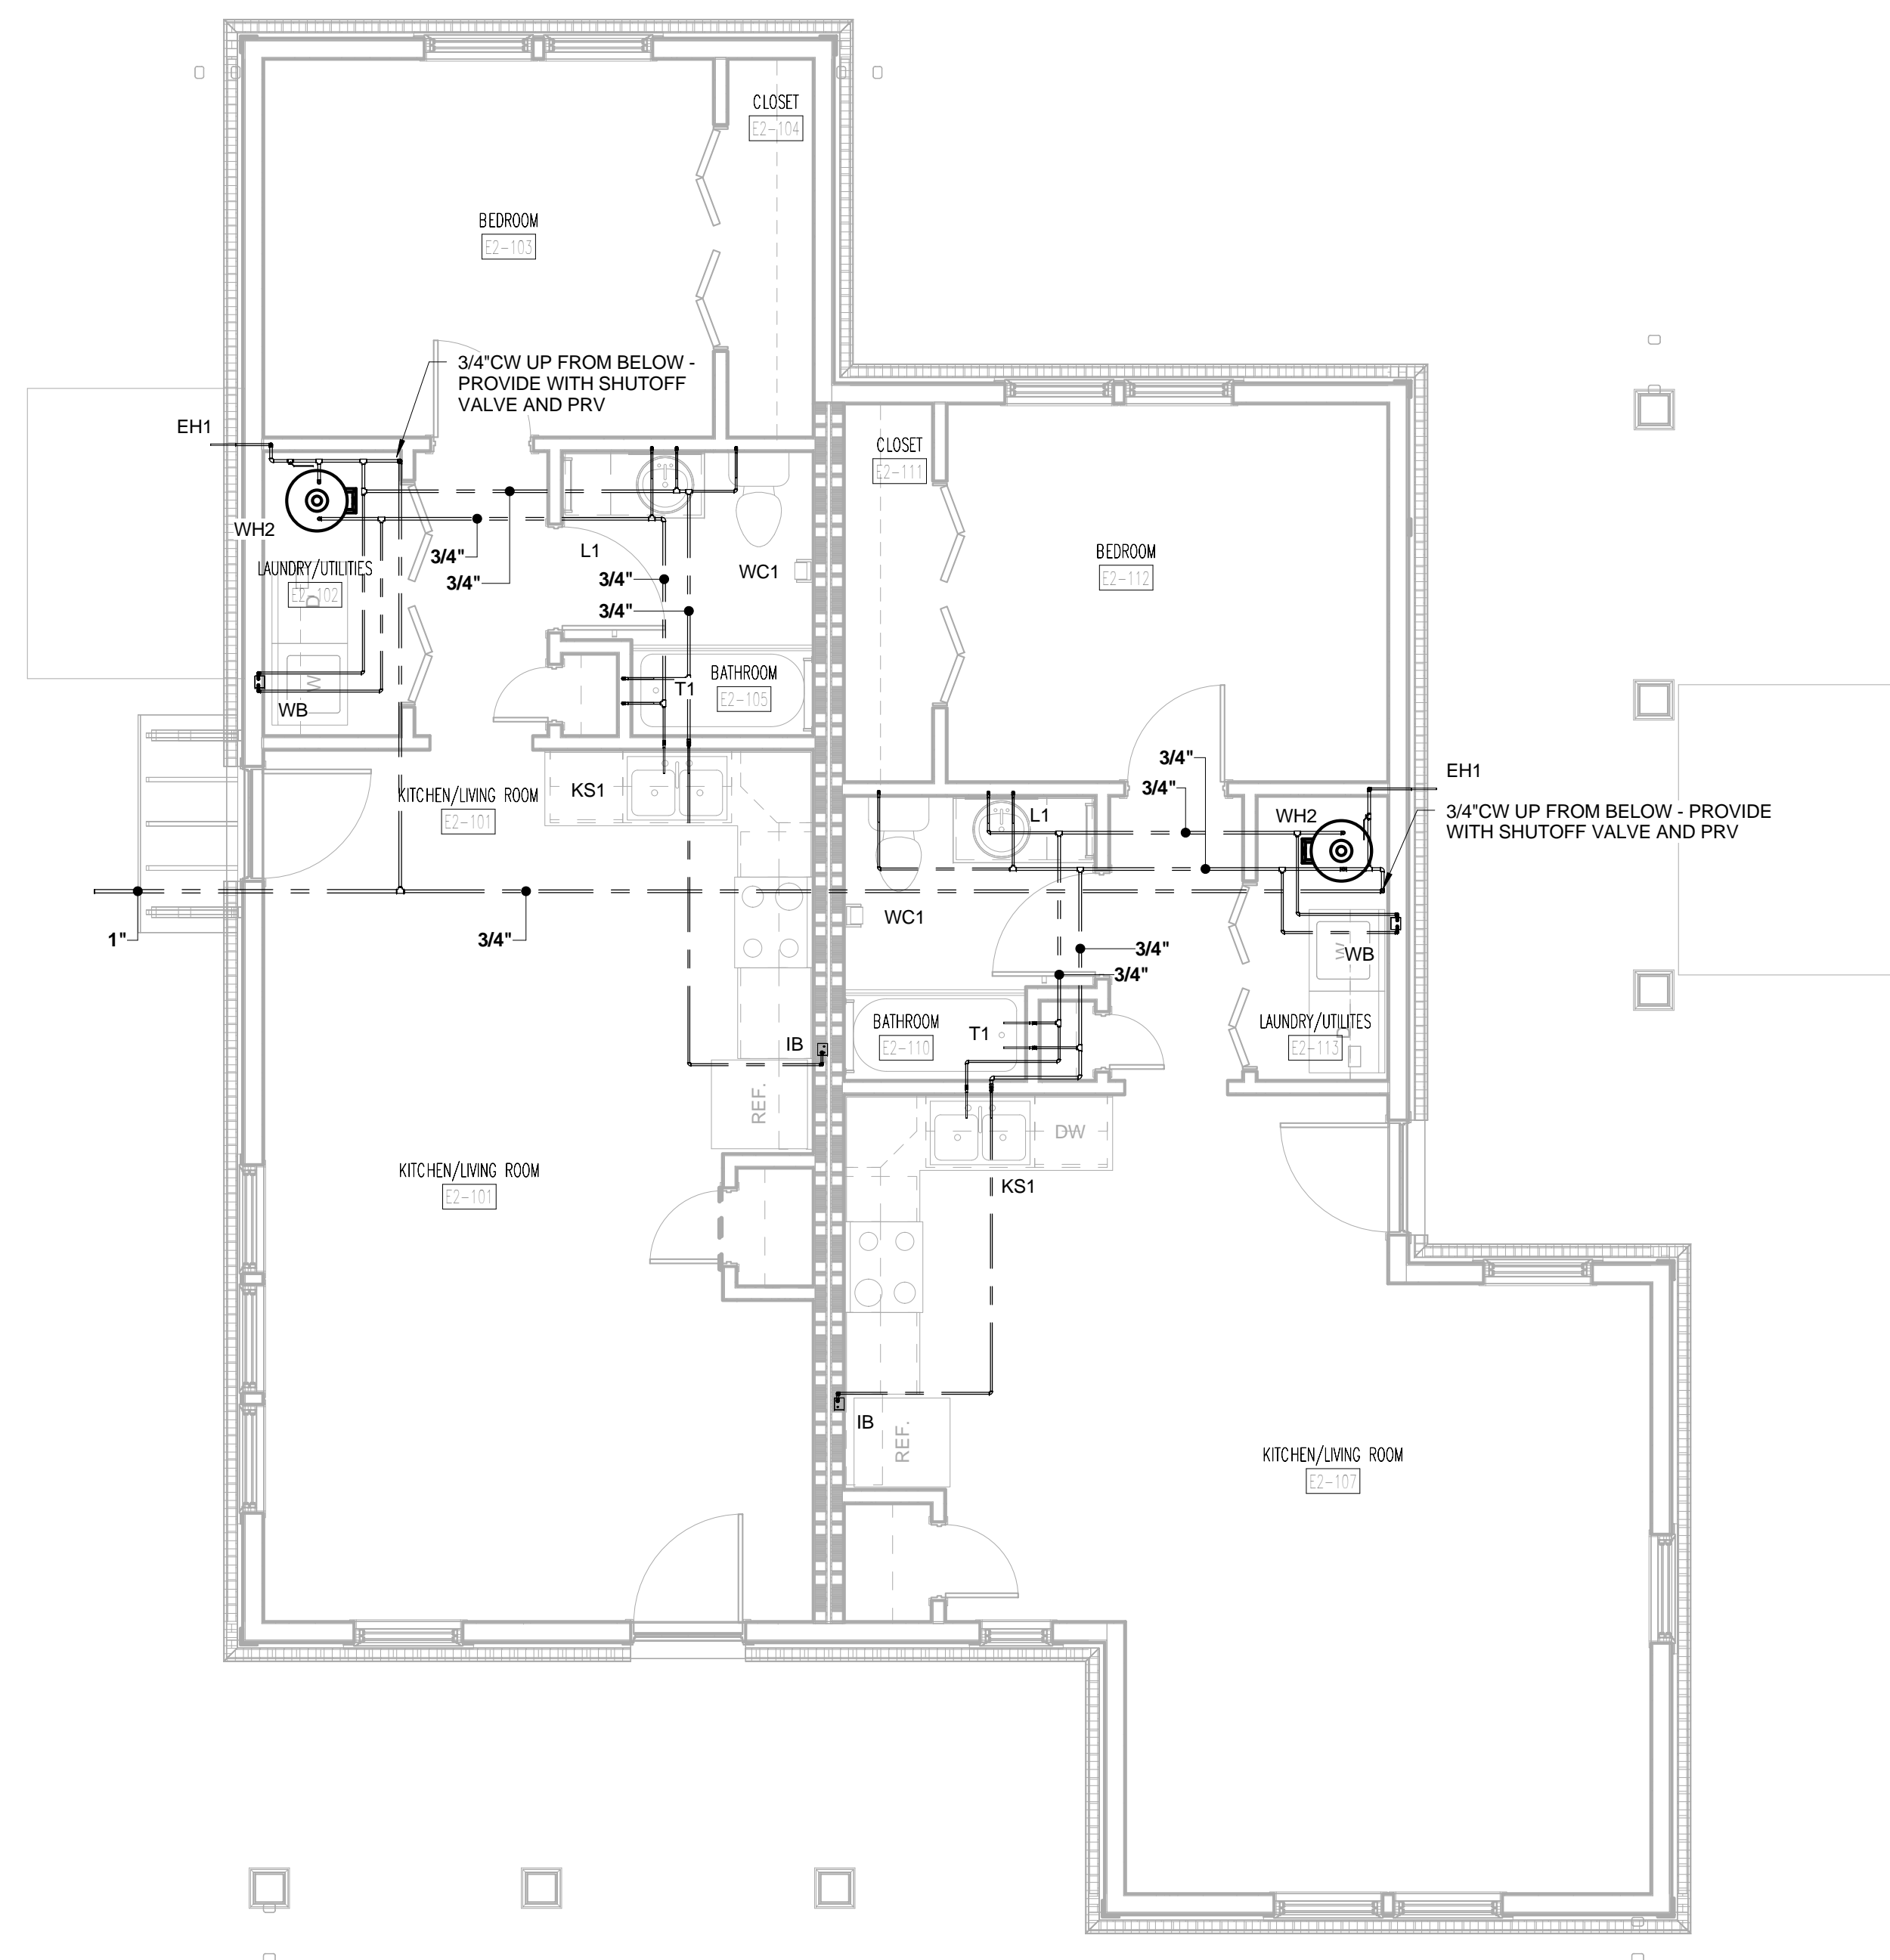 CLOSET
E2-104
BEDROOM
E2-103
3/4"CW UP FROM BELOW -
PROVIDE WITH SHUTOFF
VALVE AND PRV
EH1
WH2
3/4"
3/4"
L1
3/4"
3/4"
WC1
LAUNDRY/UTILITIES
E2-102
D
W
WB
T1
BATHROOM
E2-105
KS1
KITCHEN/LIVING ROOM
E2-101
1"
3/4"
IB
REF.
KITCHEN/LIVING ROOM
E2-101
CLOSET
E2-111
BEDROOM
E2-112
3/4"
3/4"
EH1
3/4"CW UP FROM BELOW - PROVIDE
WITH SHUTOFF VALVE AND PRV
WH2
L1
WC1
3/4"
3/4"
W
WB
BATHROOM
E2-110
T1
LAUNDRY/UTILITES
E2-113
D
DW
KS1
IB
REF.
KITCHEN/LIVING ROOM
E2-107